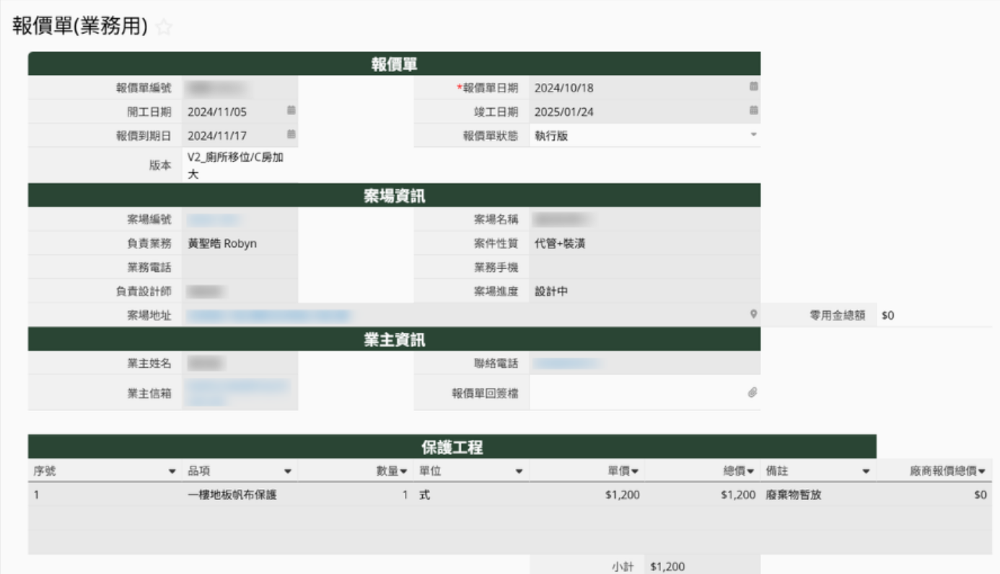 報價單(業務用)
報價單
報價單編號
*報價單日期 2024/10/18
開工日期 2024/11/05 竣工日期 2025/01/24
報價到期日 2024/11/17 報價單狀態 執行版
版本 V2_廁所移位/C房加
大
案場資訊
案場編號 案場名稱
負責業務 黃聖皓 Robyn 案件性質 代管+裝潢
業務電話 業務手機
負責設計師 案場進度 設計中
案場地址 零用金總額 $0
業主資訊
業主姓名 聯絡電話
業主信箱 報價單回簽檔
保護工程
序號 品項 數量 單位 單價 總價 備註 廠商報價總價
1 一樓地板帆布保護 1 式 $1,200 $1,200 廢棄物暫放 $0
小計 $1,200